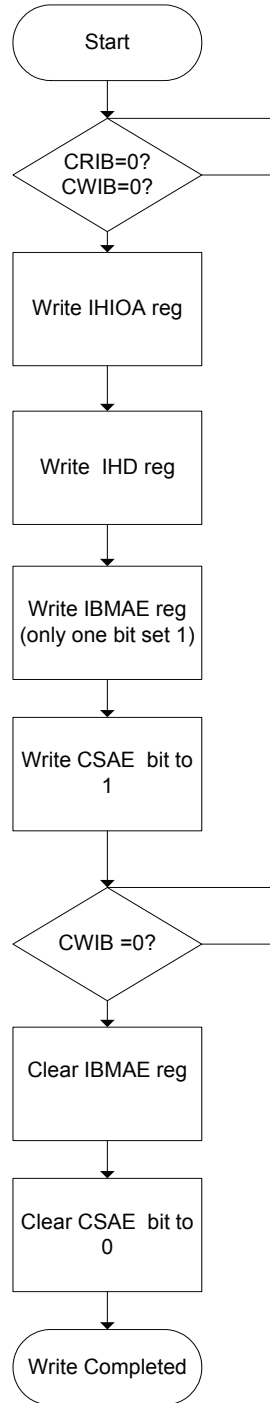 Start
CRIB=0?
CWIB=0?
Write IHIOA reg
Write IHD reg
Write IBMAE reg
(only one bit set 1)
Write CSAE bit to
1
CWIB =0?
Clear IBMAE reg
Clear CSAE bit to
0
Write Completed